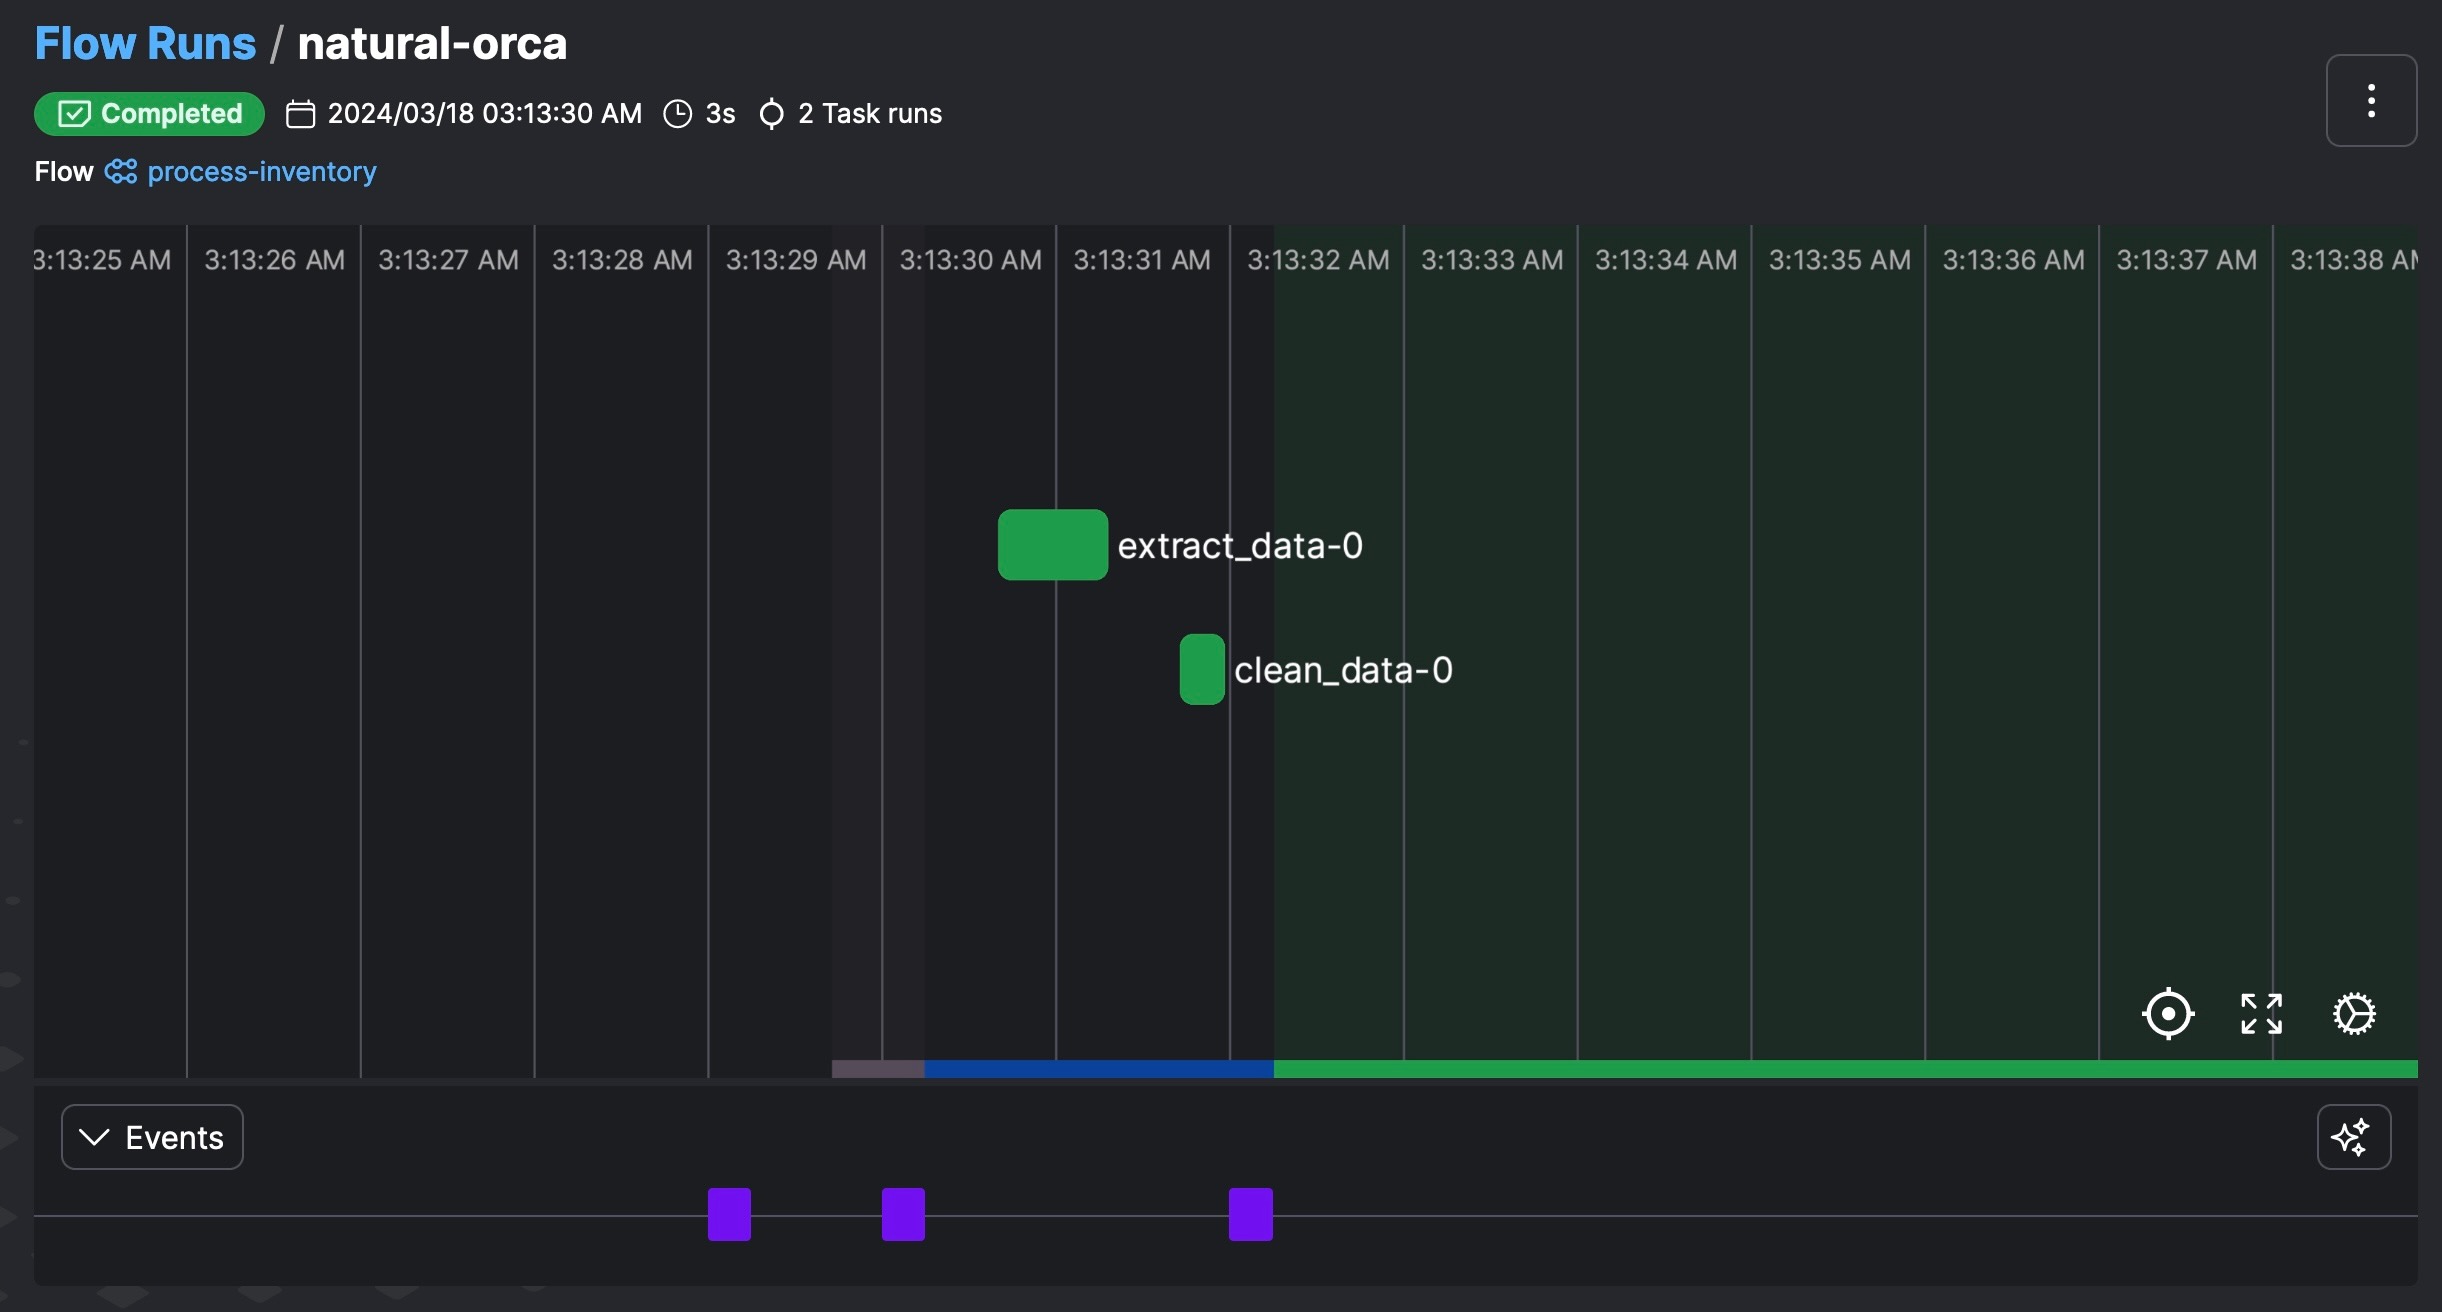 Flow Runs / natural-orca
Completed 2024/03/18 03:13:30 AM 3s 2 Task runs
Flow process-inventory
3:13:25 AM 3:13:26 AM 3:13:27 AM 3:13:28 AM 3:13:29 AM 3:13:30 AM 3:13:31 AM 3:13:32 AM 3:13:33 AM 3:13:34 AM 3:13:35 AM 3:13:36 AM 3:13:37 AM 3:13:38 AM
extract_data-0
clean_data-0
Events